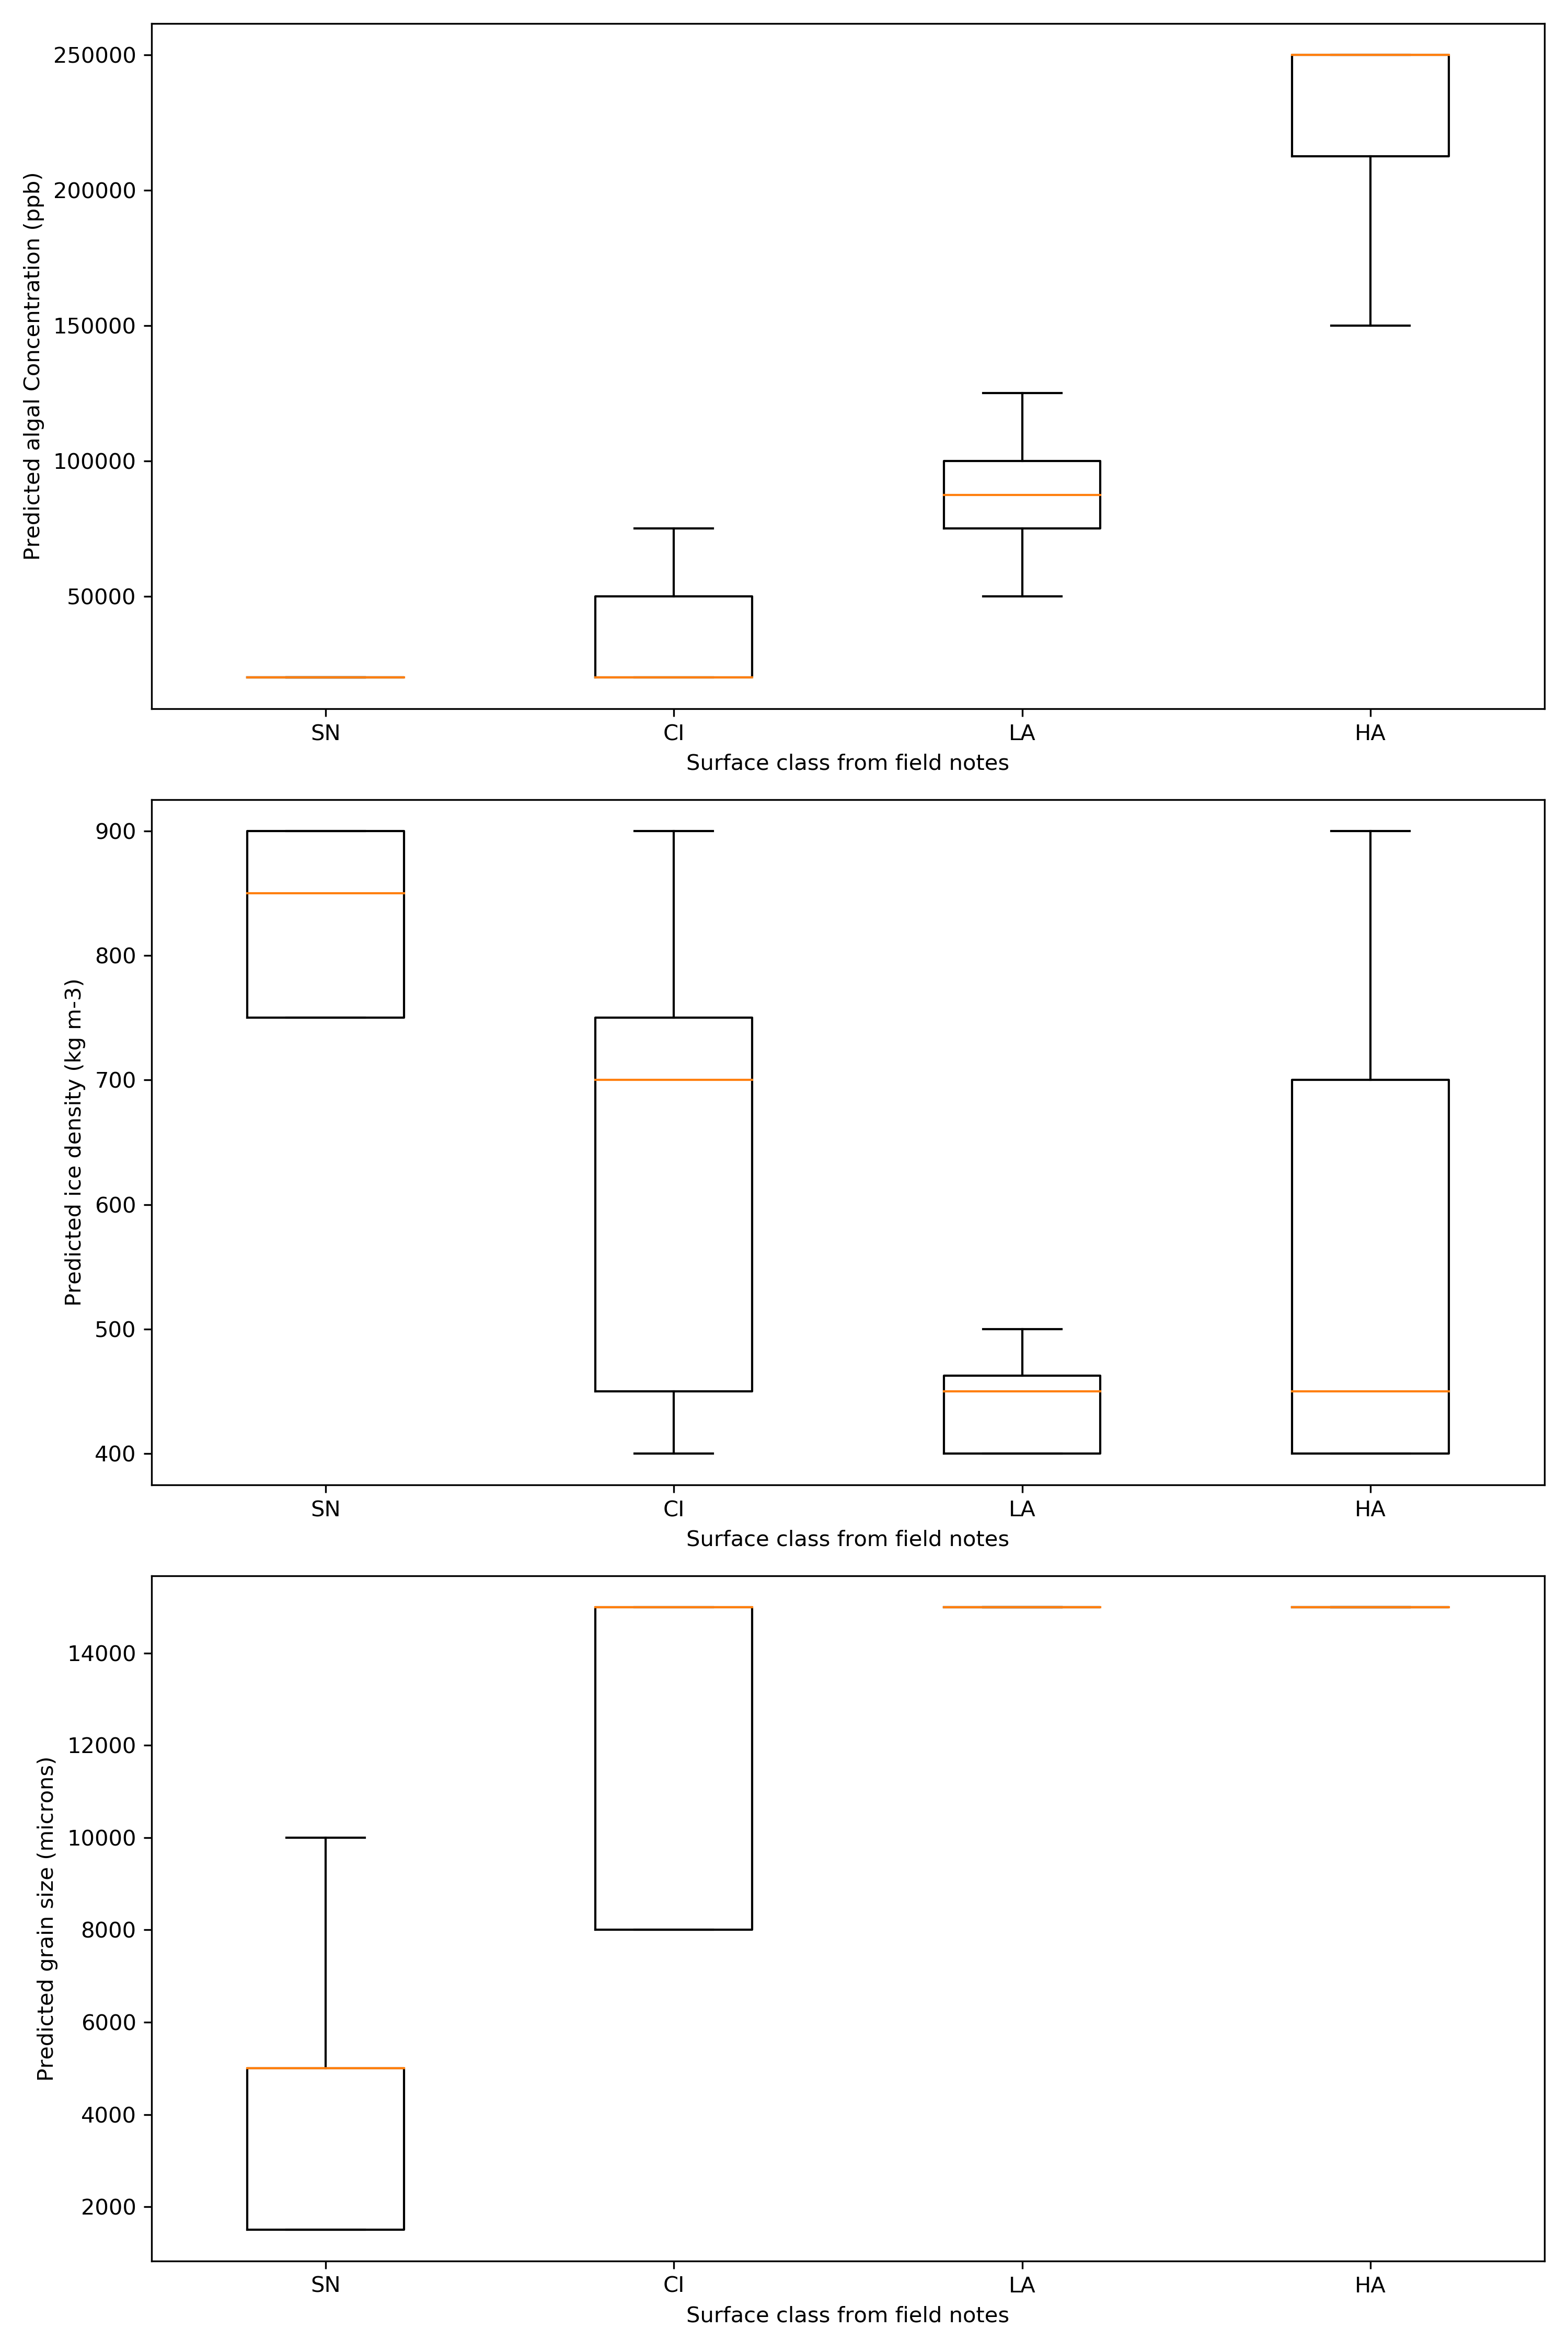 Predicted algal Concentration (ppb)
250000
200000
150000
100000
50000
SN CI LA HA
Surface class from field notes
Predicted ice density (kg m-3)
900
800
700
600
500
400
SN CI LA HA
Surface class from field notes
Predicted grain size (microns)
14000
12000
10000
8000
6000
4000
2000
SN CI LA HA
Surface class from field notes